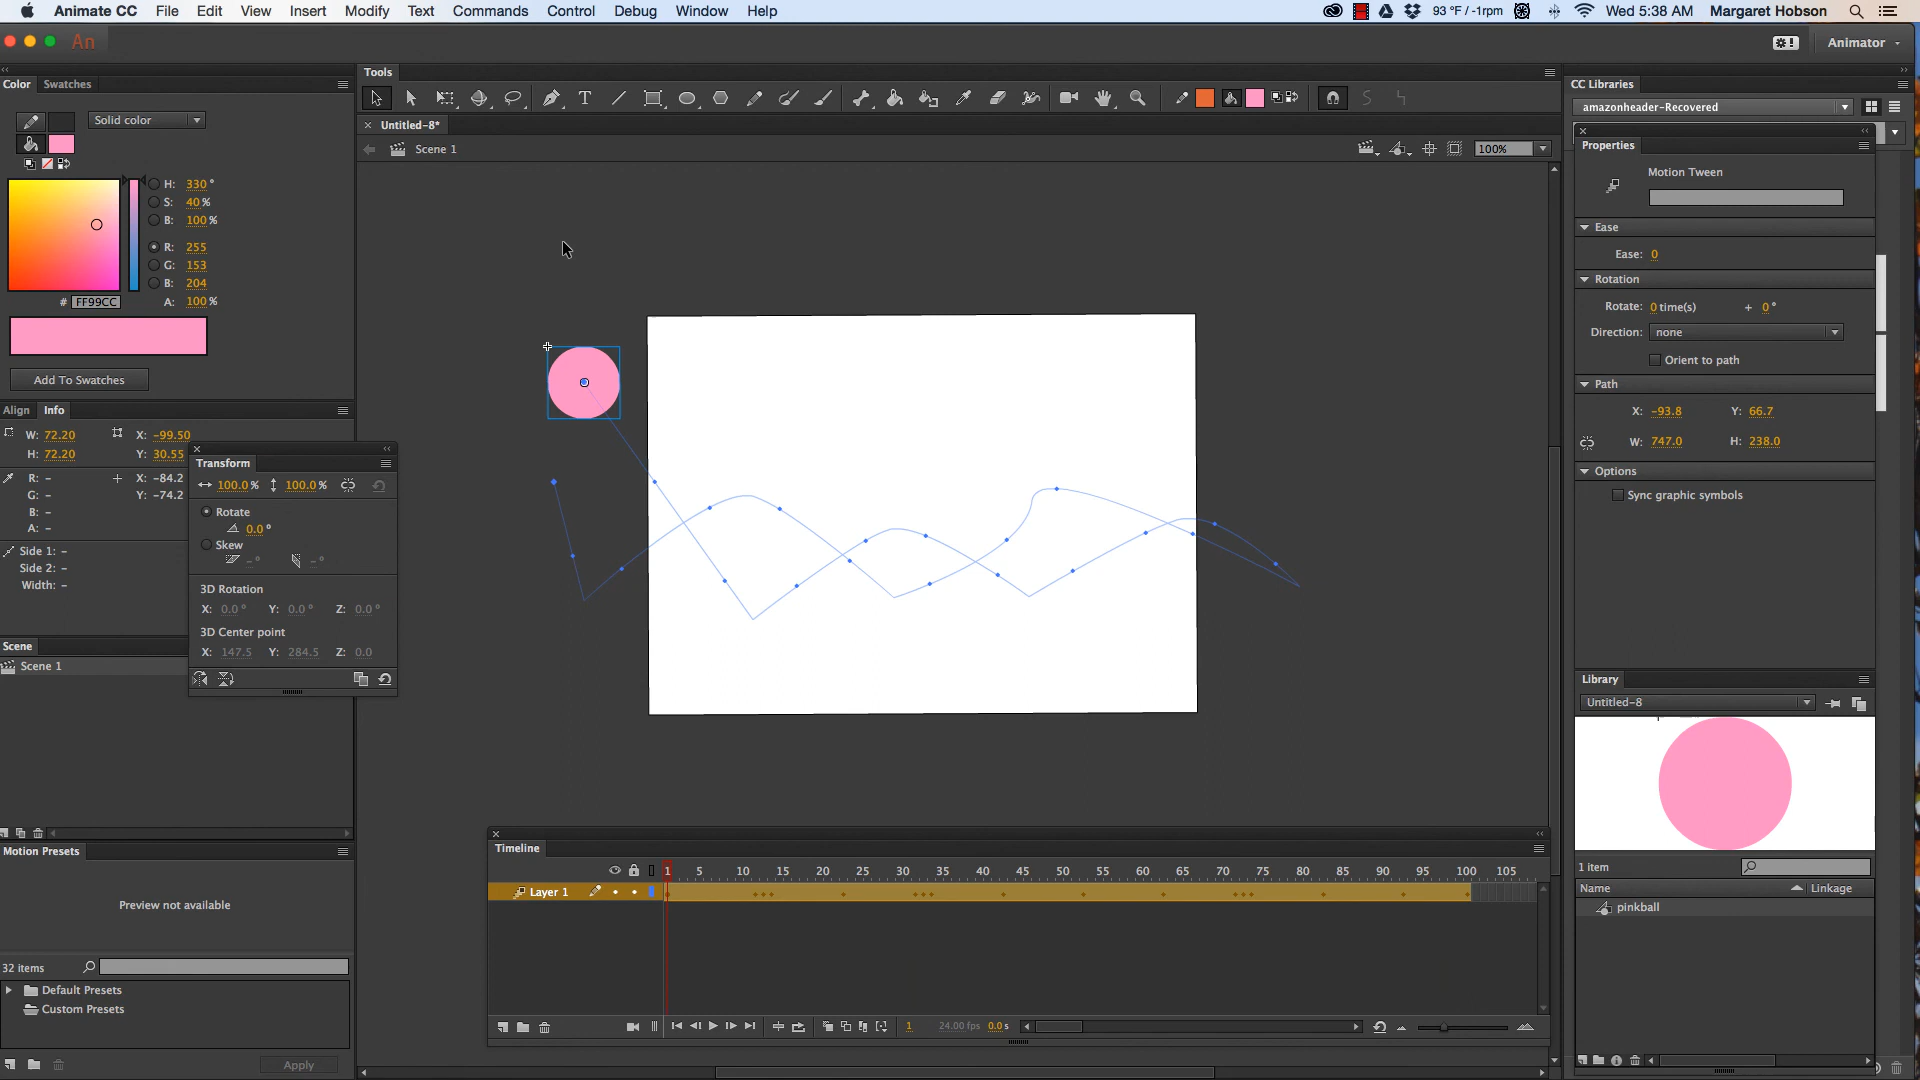 Animate CC File Edit View Insert Modify Text Commands Control Debug Window Help 93 °F / -1rpm Wed 5:38 AM Margaret Hobson
An Animator
Color Swatches
Solid color
H: 330 °
S: 40 %
B: 100 %
R: 255
G: 153
B: 204
# FF99CC A: 100 %
Add To Swatches
Align Info
W: 72.20 X: -99.50
H: 72.20 Y: 30.55
R: - X: -84.2
G: - Y: -74.2
B: -
A: -
Side 1: -
Side 2: -
Width: -
Transform
100.0 % 100.0 %
Rotate
0.0 °
Skew
- ° - °
3D Rotation
X: 0.0 ° Y: 0.0 ° Z: 0.0 °
3D Center point
X: 147.5 Y: 284.5 Z: 0.0
Scene
Scene 1
Motion Presets
Preview not available
32 items
Default Presets
Custom Presets
Apply
Tools
T
Untitled-8*
Scene 1
100%
Timeline
1 5 10 15 20 25 30 35 40 45 50 55 60 65 70 75 80 85 90 95 100 105
Layer 1
1 24.00 fps 0.0 s
CC Libraries
amazonheader-Recovered
Properties
Motion Tween
Ease
Ease: 0
Rotation
Rotate: 0 time(s) + 0 °
Direction: none
Orient to path
Path
X: -93.8 Y: 66.7
W: 747.0 H: 238.0
Options
Sync graphic symbols
Library
Untitled-8
1 item
Name Linkage
pinkball